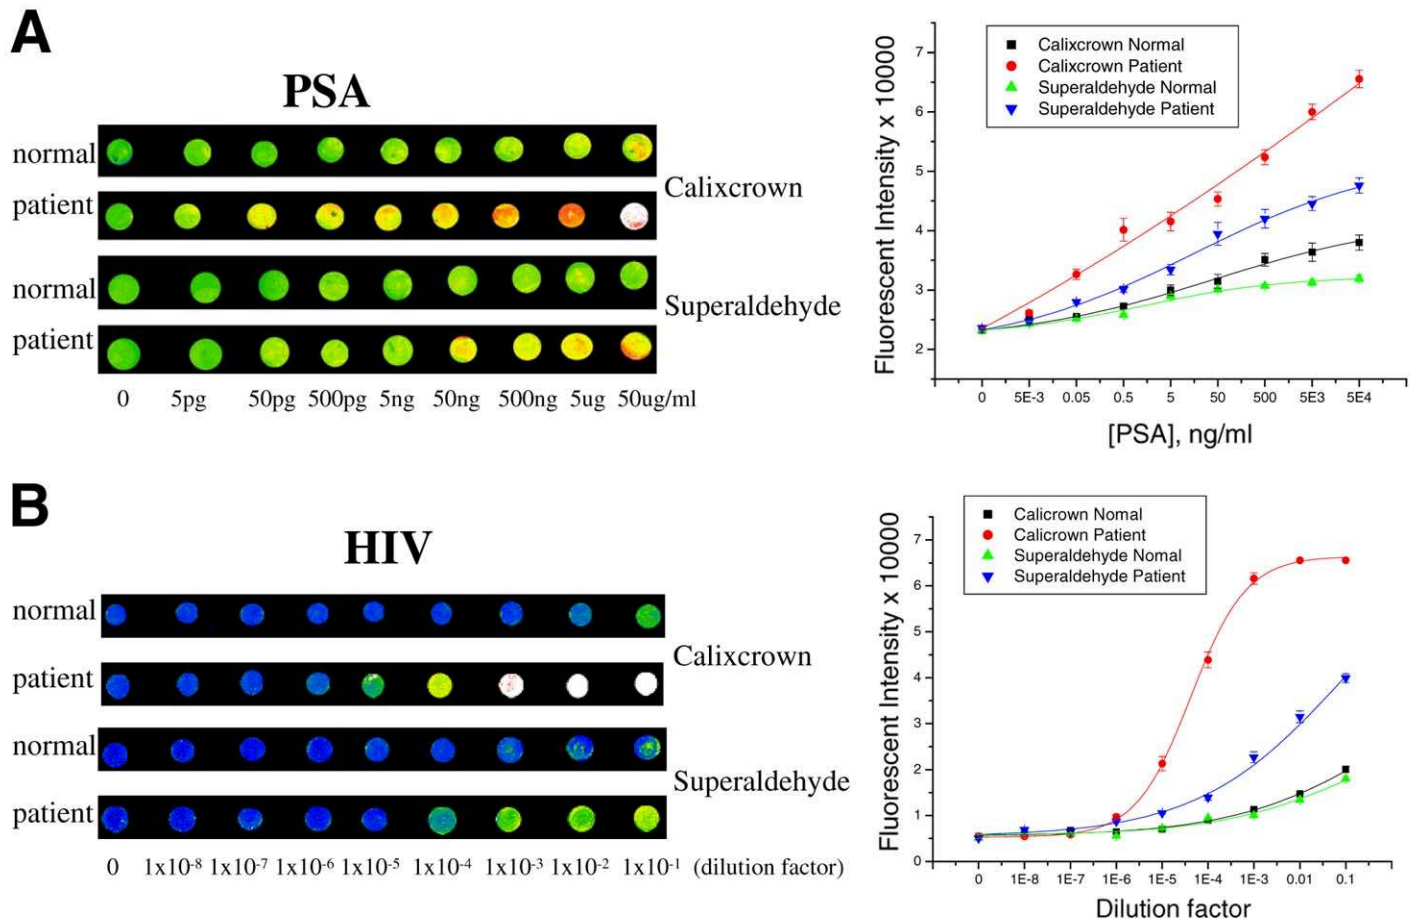 A
PSA
normal
patient
Calixcrown
normal
patient
Superaldehyde
0 5pg 50pg 500pg 5ng 50ng 500ng 5ug 50ug/ml
Fluorescent Intensity x 10000
7
6
5
4
3
2
Calixcrown Normal
Calixcrown Patient
Superaldehyde Normal
Superaldehyde Patient
0 5E-3 0.05 0.5 5 50 500 5E3 5E4
[PSA], ng/ml
B
HIV
normal
patient
Calixcrown
normal
patient
Superaldehyde
0 1x10⁻⁸ 1x10⁻⁷ 1x10⁻⁶ 1x10⁻⁵ 1x10⁻⁴ 1x10⁻³ 1x10⁻² 1x10⁻¹ (dilution factor)
Fluorescent Intensity x 10000
7
6
5
4
3
2
1
0
Calicrown Nomal
Calicrown Patient
Superaldehyde Nomal
Superaldehyde Patient
0 1E-8 1E-7 1E-6 1E-5 1E-4 1E-3 0.01 0.1
Dilution factor